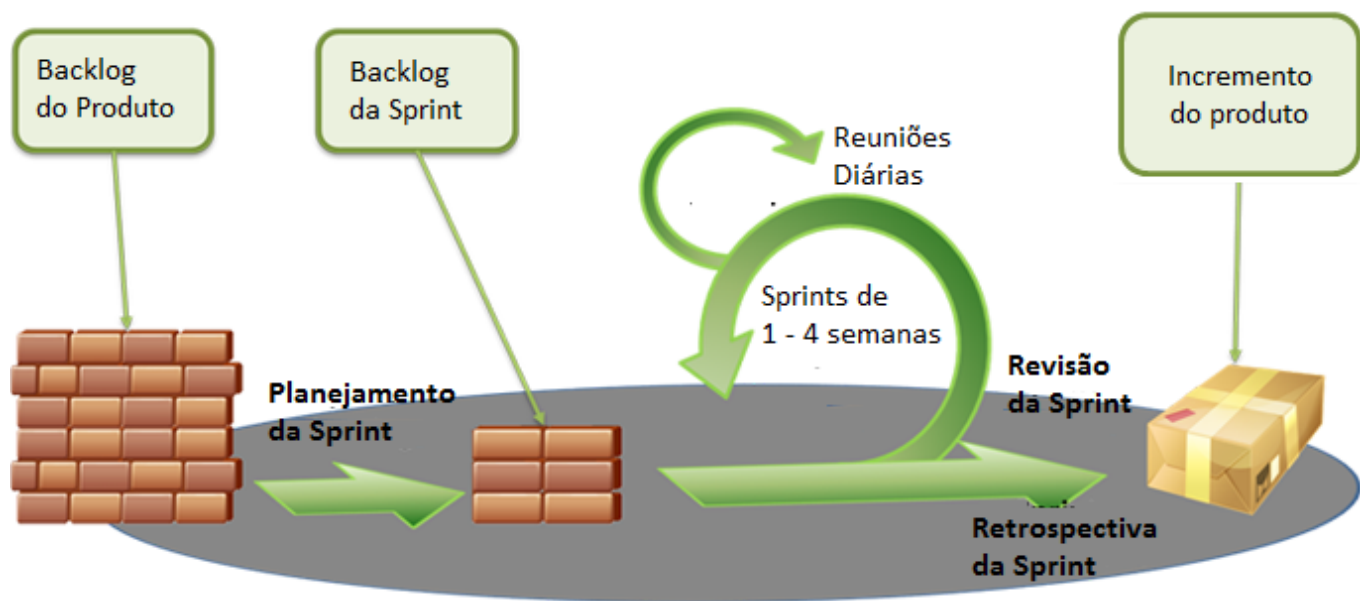 Backlog
do Produto
Backlog
da Sprint
Incremento
do produto
Reuniões
Diárias
Sprints de
1 - 4 semanas
Planejamento
da Sprint
Revisão
da Sprint
Retrospectiva
da Sprint